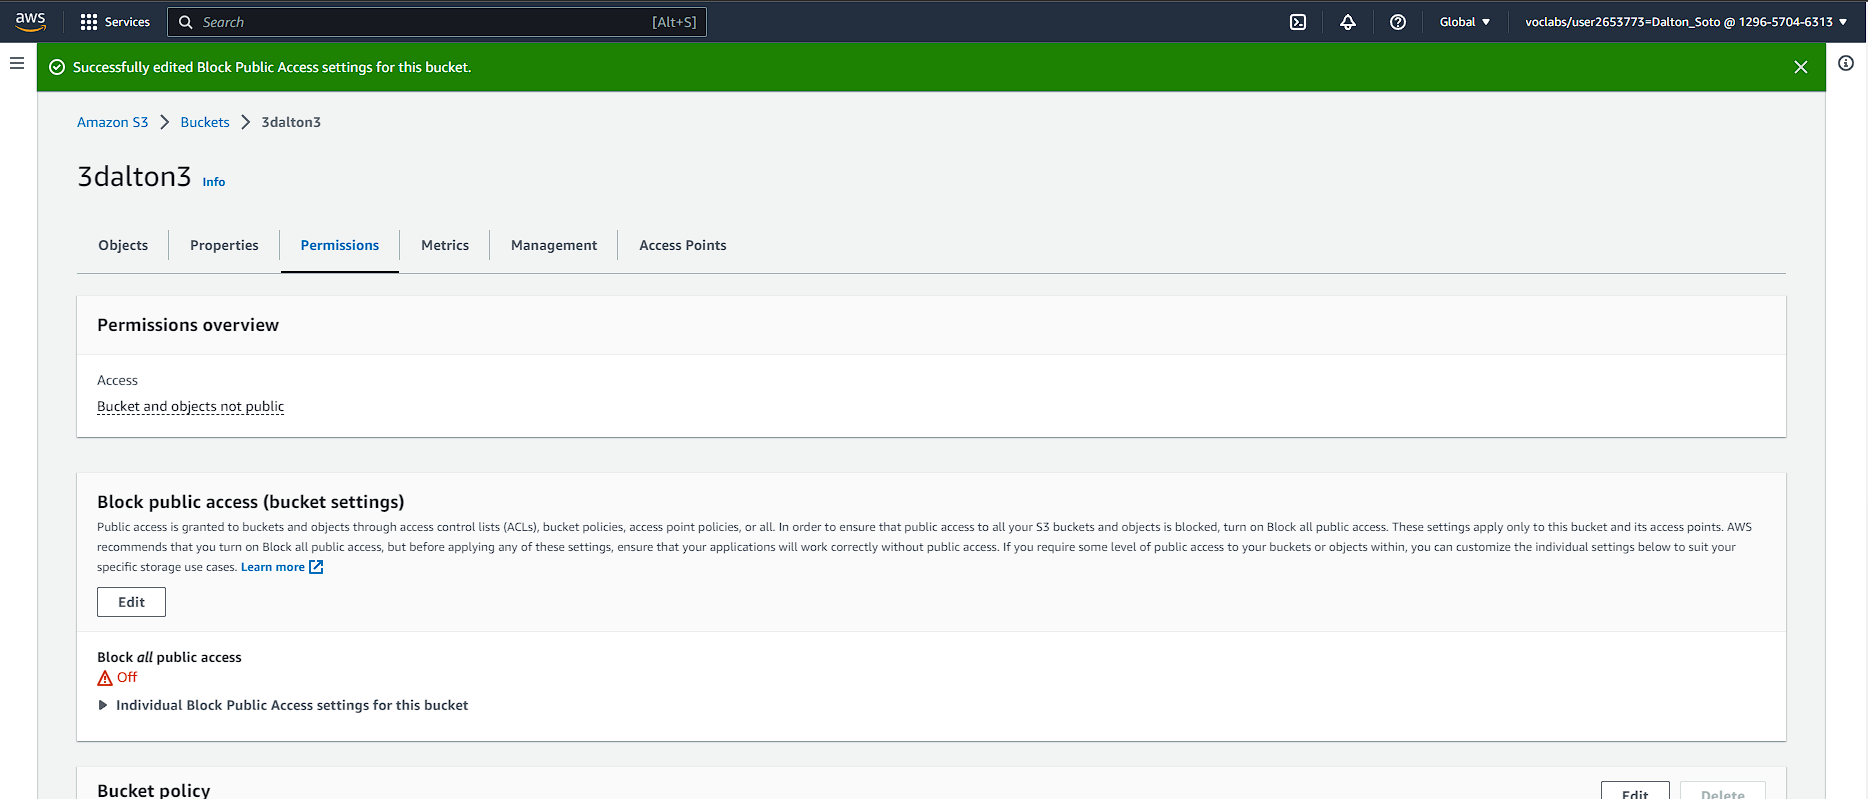 aws Services Search [Alt+S] Global voclabs/user2653773=Dalton_Soto @ 1296-5704-6313
Successfully edited Block Public Access settings for this bucket.
Amazon S3 Buckets 3dalton3
3dalton3 Info
Objects Properties Permissions Metrics Management Access Points
Permissions overview
Access
Bucket and objects not public
Block public access (bucket settings)
Public access is granted to buckets and objects through access control lists (ACLs), bucket policies, access point policies, or all. In order to ensure that public access to all your S3 buckets and objects is blocked, turn on Block all public access. These settings apply only to this bucket and its access points. AWS
recommends that you turn on Block all public access, but before applying any of these settings, ensure that your applications will work correctly without public access. If you require some level of public access to your buckets or objects within, you can customize the individual settings below to suit your
specific storage use cases. Learn more
Edit
Block all public access
Off
Individual Block Public Access settings for this bucket
Bucket policy Edit Delete